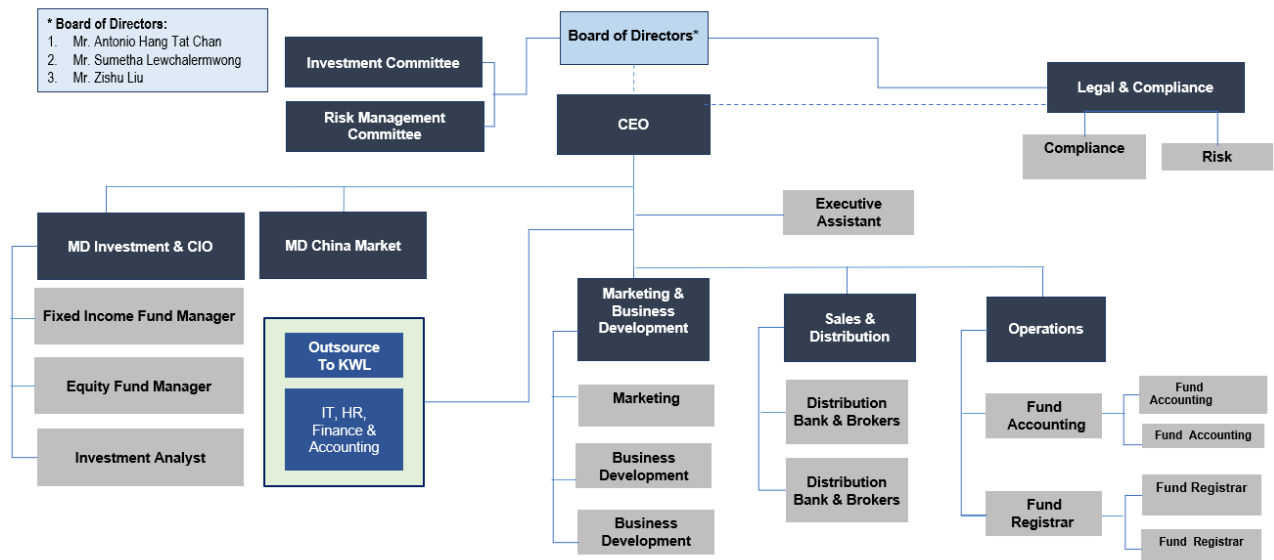 * Board of Directors:
1. Mr. Antonio Hang Tat Chan
2. Mr. Sumetha Lewchalermwong
3. Mr. Zishu Liu
Board of Directors*
Investment Committee
Risk Management
Committee
CEO
Legal & Compliance
Compliance
Risk
Executive
Assistant
MD Investment & CIO
MD China Market
Fixed Income Fund Manager
Equity Fund Manager
Investment Analyst
Outsource
To KWL
IT, HR,
Finance &
Accounting
Marketing &
Business
Development
Marketing
Business
Development
Business
Development
Sales &
Distribution
Distribution
Bank & Brokers
Distribution
Bank & Brokers
Operations
Fund
Accounting
Fund
Accounting
Fund Accounting
Fund
Registrar
Fund Registrar
Fund Registrar